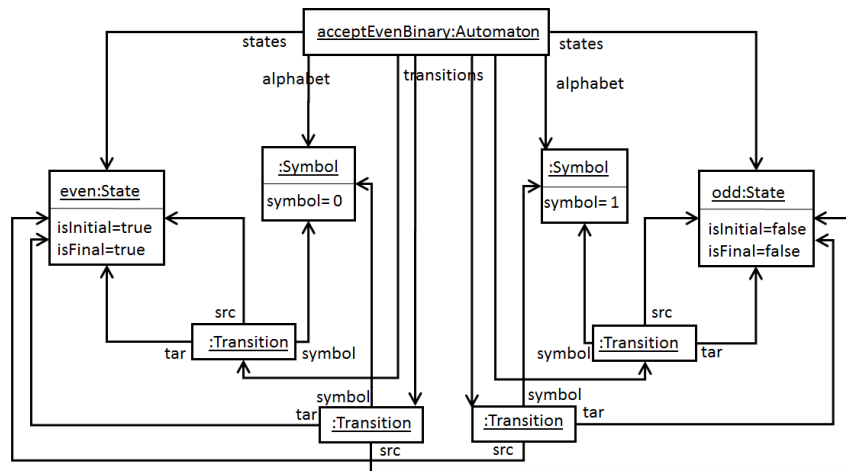 acceptEvenBinary:Automaton
states
states
alphabet
transitions
alphabet
:Symbol
symbol= 0
:Symbol
symbol= 1
even:State
isInitial=true
isFinal=true
odd:State
isInitial=false
isFinal=false
src
:Transition
tar
symbol
src
:Transition
symbol
tar
symbol
tar
:Transition
src
symbol
:Transition
tar
src